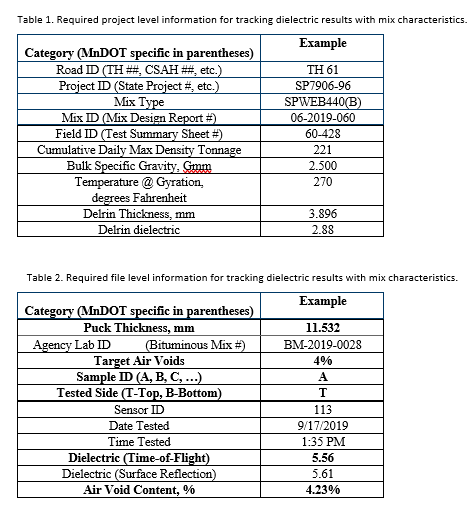 Table 1. Required project level information for tracking dielectric results with mix characteristics.
Category (MnDOT specific in parentheses) Example
Road ID (TH ##, CSAH ##, etc.) TH 61
Project ID (State Project #, etc.) SP7906-96
Mix Type SPWEB440(B)
Mix ID (Mix Design Report #) 06-2019-060
Field ID (Test Summary Sheet #) 60-428
Cumulative Daily Max Density Tonnage 221
Bulk Specific Gravity, Gmm 2.500
Temperature @ Gyration, 270
degrees Fahrenheit
Delrin Thickness, mm 3.896
Delrin dielectric 2.88
Table 2. Required file level information for tracking dielectric results with mix characteristics.
Category (MnDOT specific in parentheses) Example
Puck Thickness, mm 11.532
Agency Lab ID (Bituminous Mix #) BM-2019-0028
Target Air Voids 4%
Sample ID (A, B, C, …) A
Tested Side (T-Top, B-Bottom) T
Sensor ID 113
Date Tested 9/17/2019
Time Tested 1:35 PM
Dielectric (Time-of-Flight) 5.56
Dielectric (Surface Reflection) 5.61
Air Void Content, % 4.23%